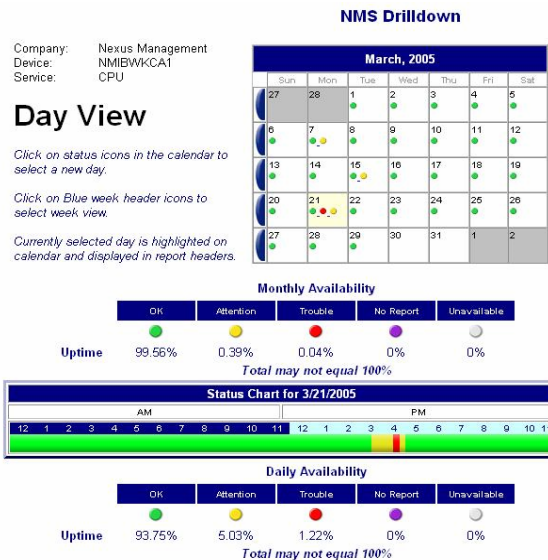 NMS Drilldown
Company: Nexus Management
Device: NMIBWKCA1
Service: CPU
Day View
Click on status icons in the calendar to
select a new day.
Click on Blue week header icons to
select week view.
Currently selected day is highlighted on
calendar and displayed in report headers.
March, 2005
Sun Mon Tue Wed Thu Fri Sat
27 28 1 2 3 4 5
6 7 8 9 10 11 12
13 14 15 16 17 18 19
20 21 22 23 24 25 26
27 28 29 30 31 1 2
Monthly Availability
OK Attention Trouble No Report Unavailable
Uptime 99.56% 0.39% 0.04% 0% 0%
Total may not equal 100%
Status Chart for 3/21/2005
AM PM
12 1 2 3 4 5 6 7 8 9 10 11 12 1 2 3 4 5 6 7 8 9 10 11
Daily Availability
OK Attention Trouble No Report Unavailable
Uptime 93.75% 5.03% 1.22% 0% 0%
Total may not equal 100%